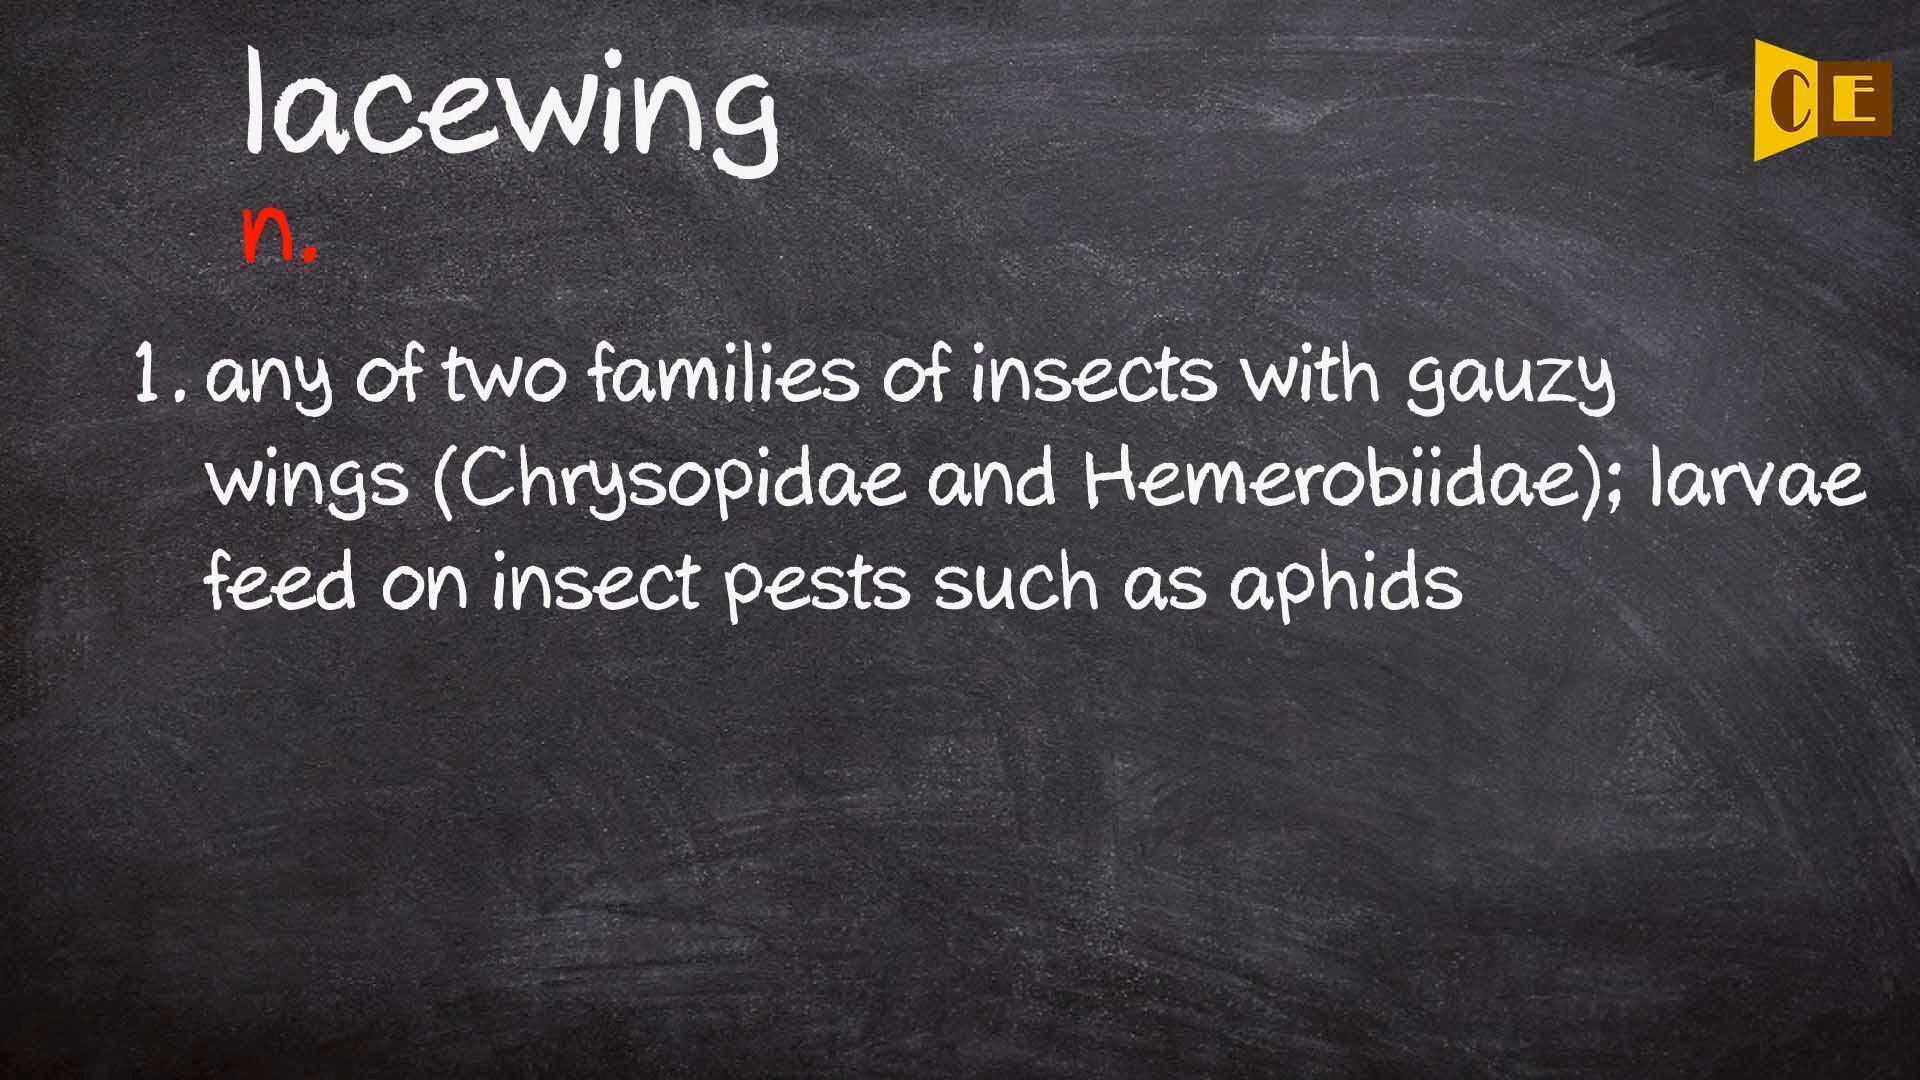 lacewing
CE
n.
1. any of two families of insects with gauzy
wings (Chrysopidae and Hemerobiidae); larvae
feed on insect pests such as aphids